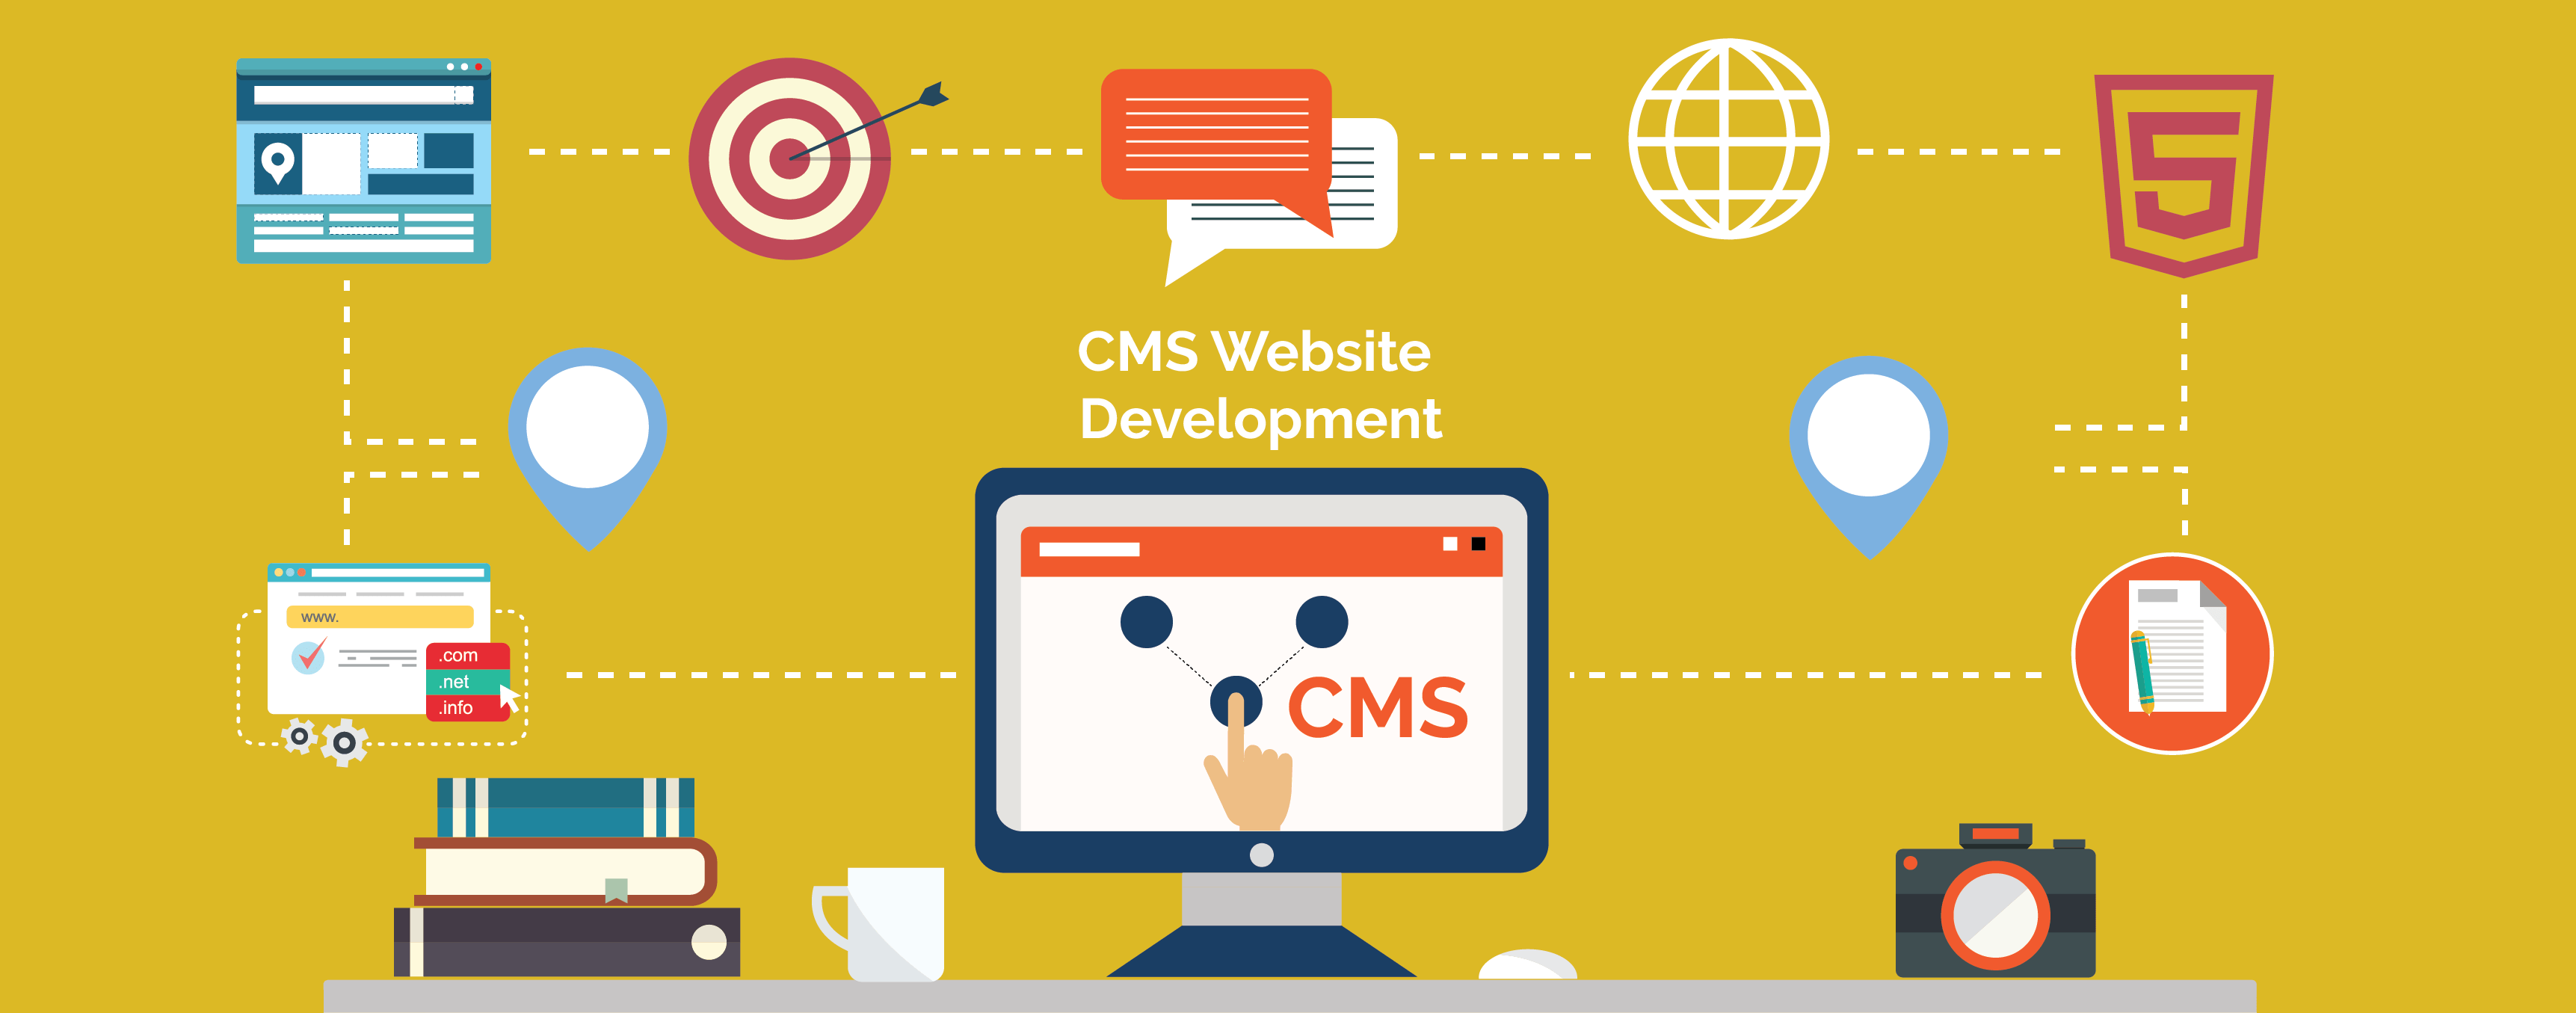 CMS Website
Development
www.
.com
.net
.info
CMS